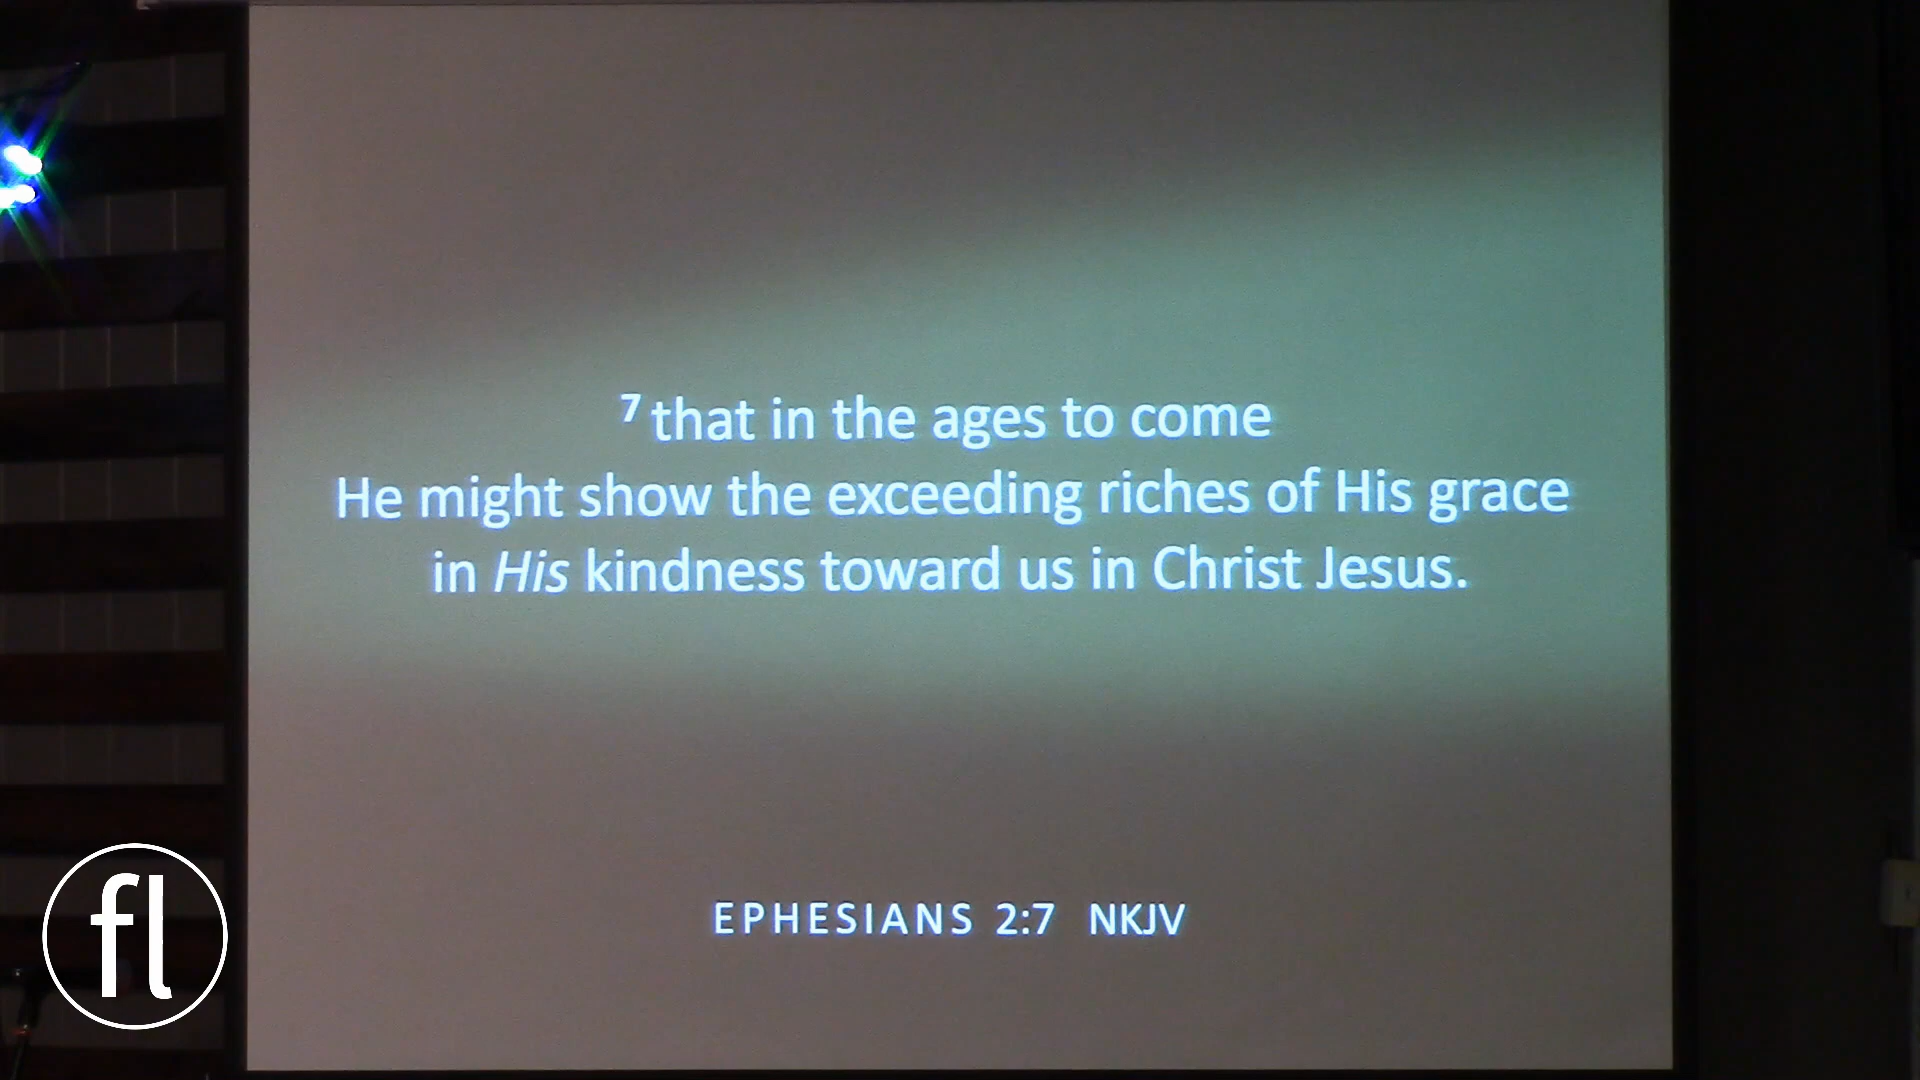 7 that in the ages to come
He might show the exceeding riches of His grace
in His kindness toward us in Christ Jesus.
EPHESIANS 2:7 NKJV
fl